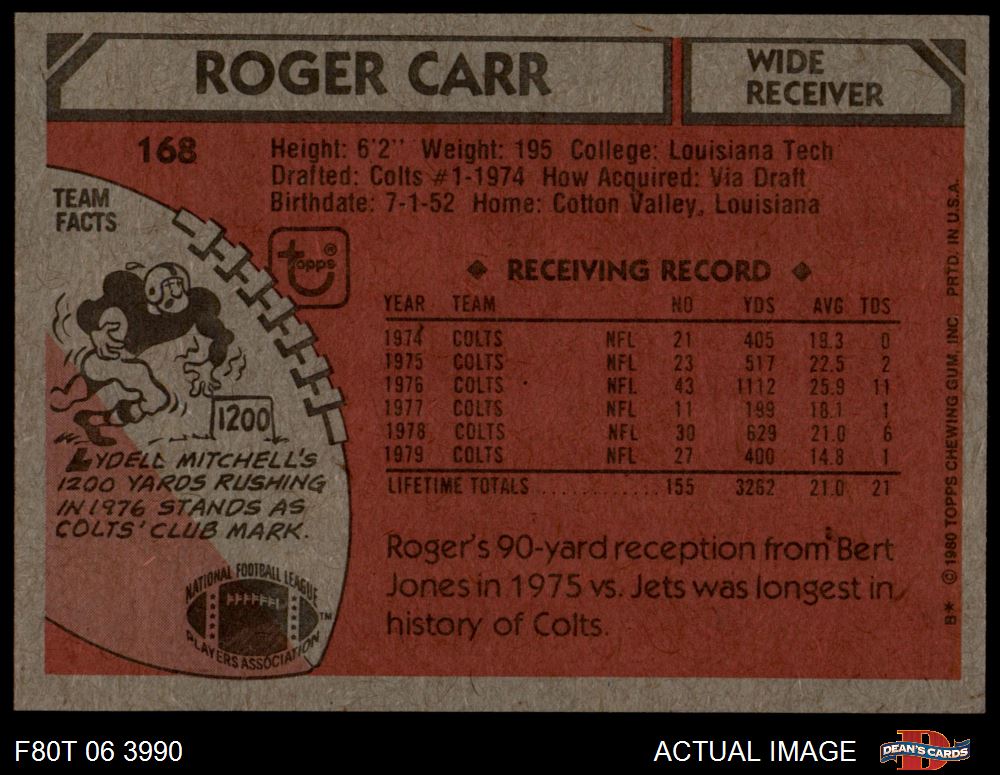 ROGER CARR
WIDE
RECEIVER
168
Height: 6'2'' Weight: 195 College: Louisiana Tech
Drafted: Colts #1-1974 How Acquired: Via Draft
Birthdate: 7-1-52 Home: Cotton Valley, Louisiana
TEAM
FACTS
topps®
1200
LYDELL MITCHELL'S
1200 YARDS RUSHING
IN 1976 STANDS AS
COLTS' CLUB MARK.
NATIONAL FOOTBALL LEAGUE
PLAYERS ASSOCIATION
TM
◆ RECEIVING RECORD ◆
YEAR TEAM NO YDS AVG TDS
1974 COLTS NFL 21 405 19.3 0
1975 COLTS NFL 23 517 22.5 2
1976 COLTS NFL 43 1112 25.9 11
1977 COLTS NFL 11 199 18.1 1
1978 COLTS NFL 30 629 21.0 6
1979 COLTS NFL 27 400 14.8 1
LIFETIME TOTALS............ 155 3262 21.0 21
Roger's 90-yard reception from Bert
Jones in 1975 vs. Jets was longest in
history of Colts.
B* © 1980 TOPPS CHEWING GUM, INC. PRTD. IN U.S.A.
F80T 06 3990
ACTUAL IMAGE
D
DEAN'S CARDS